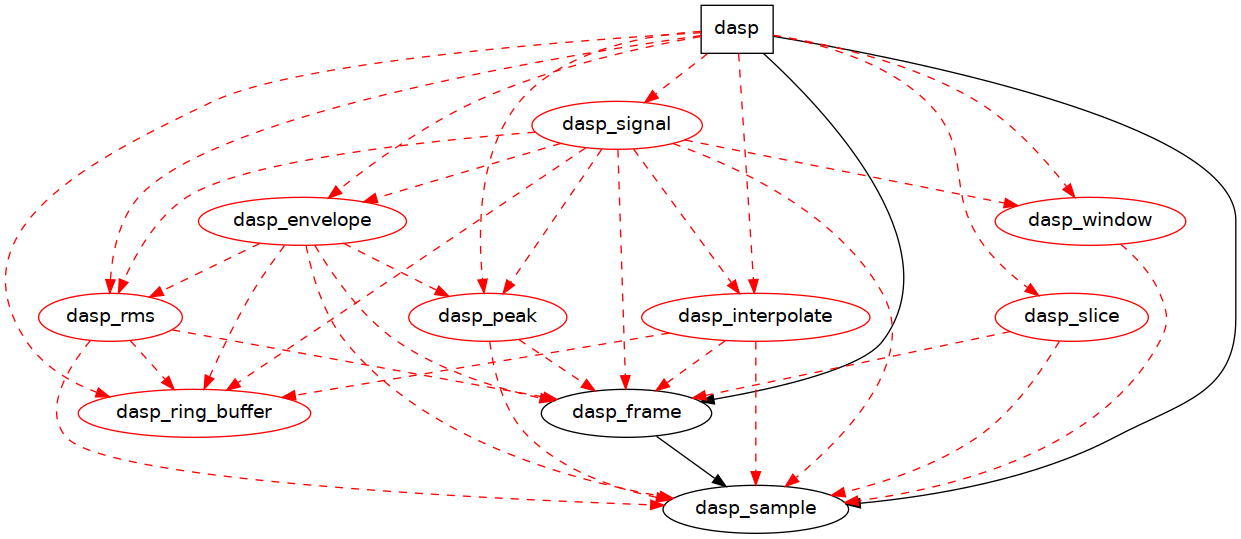 dasp
dasp_signal
dasp_envelope
dasp_window
dasp_rms
dasp_peak
dasp_interpolate
dasp_slice
dasp_ring_buffer
dasp_frame
dasp_sample